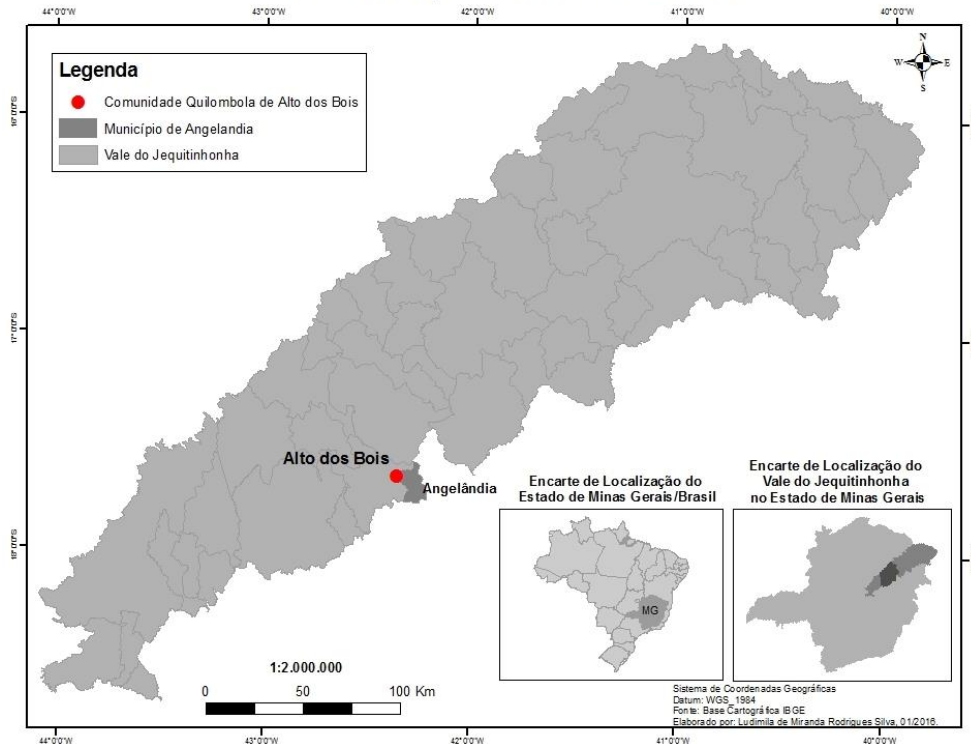 44°0'0"W 43°0'0"W 42°0'0"W 41°0'0"W 40°0'0"W
N
W E
S
Legenda
Comunidade Quilombola de Alto dos Bois
Município de Angelandia
Vale do Jequitinhonha
17°0'0"S
Alto dos Bois
Angelândia
Encarte de Localização do
Estado de Minas Gerais/Brasil
MG
Encarte de Localização do
Vale do Jequitinhonha
no Estado de Minas Gerais
1:2.000.000
0 50 100 Km
Sistema de Coordenadas Geográficas
Datum: WGS_1984
Fonte: Base Cartográfica IBGE
Elaborado por: Ludimila de Miranda Rodrigues Silva, 01/2016.
44°0'0"W 43°0'0"W 42°0'0"W 41°0'0"W 40°0'0"W